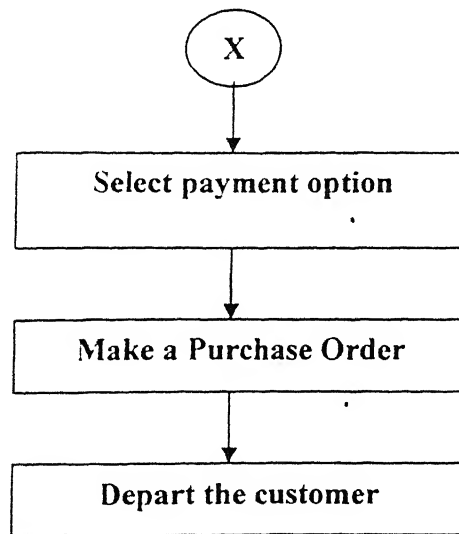 X
Select payment option
Make a Purchase Order
Depart the customer